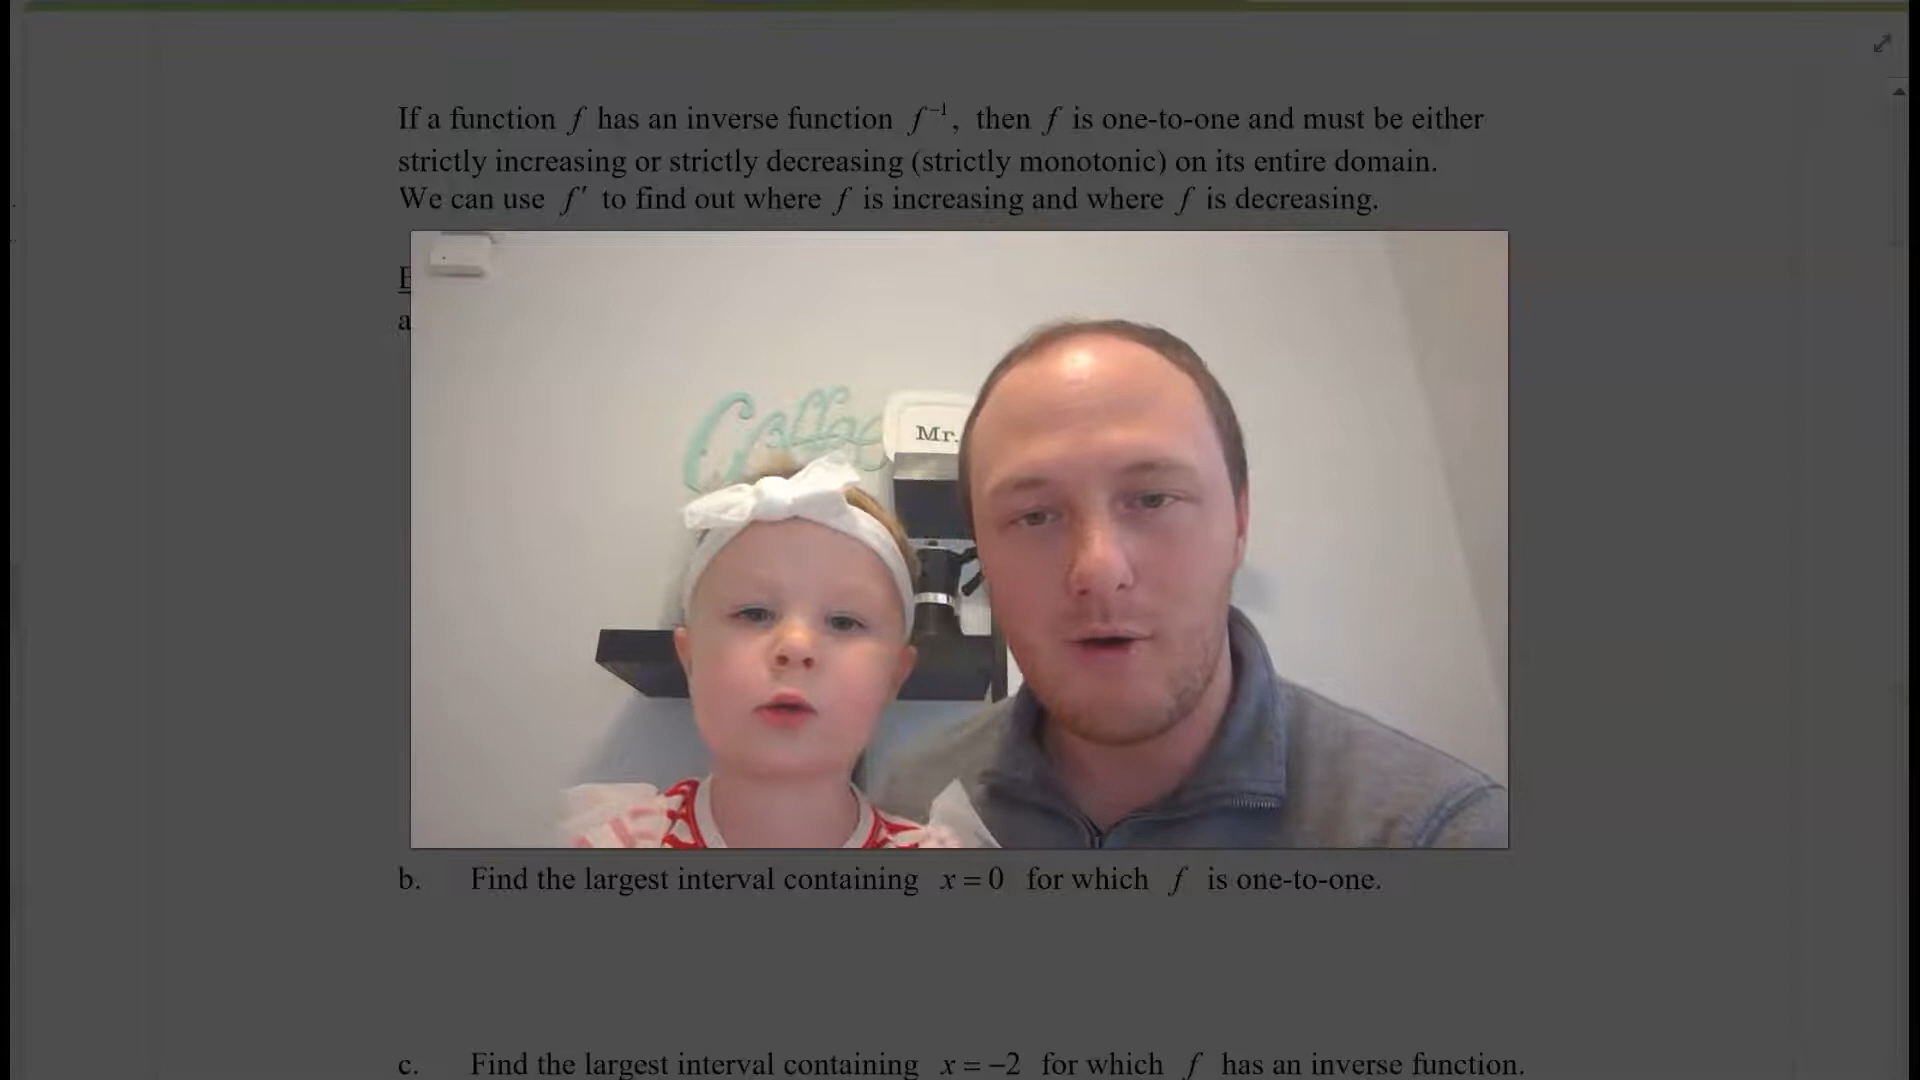 If a function f has an inverse function f⁻¹, then f is one-to-one and must be either
strictly increasing or strictly decreasing (strictly monotonic) on its entire domain.
We can use f′ to find out where f is increasing and where f is decreasing.
E
a
Coffee
Mr.
b. Find the largest interval containing x = 0 for which f is one-to-one.
c. Find the largest interval containing x = −2 for which f has an inverse function.